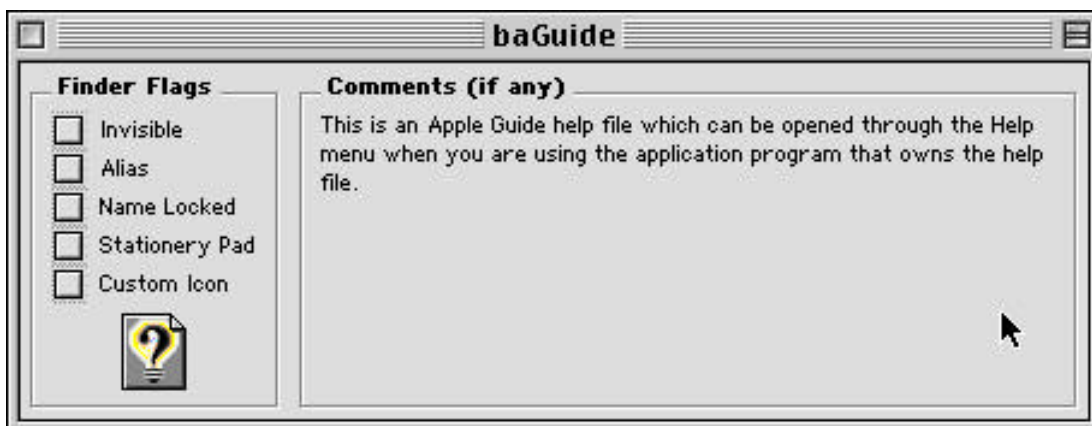 baGuide
Finder Flags
Invisible
Alias
Name Locked
Stationery Pad
Custom Icon
Comments (if any)
This is an Apple Guide help file which can be opened through the Help
menu when you are using the application program that owns the help
file.